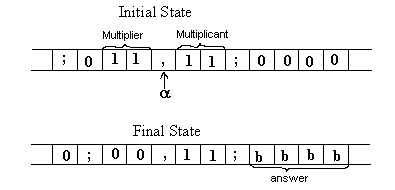 Initial State
Multiplier Multiplicant
; 0 1 1 , 1 1 ; 0 0 0 0
α
Final State
0 ; 0 0 , 1 1 ; b b b b
answer